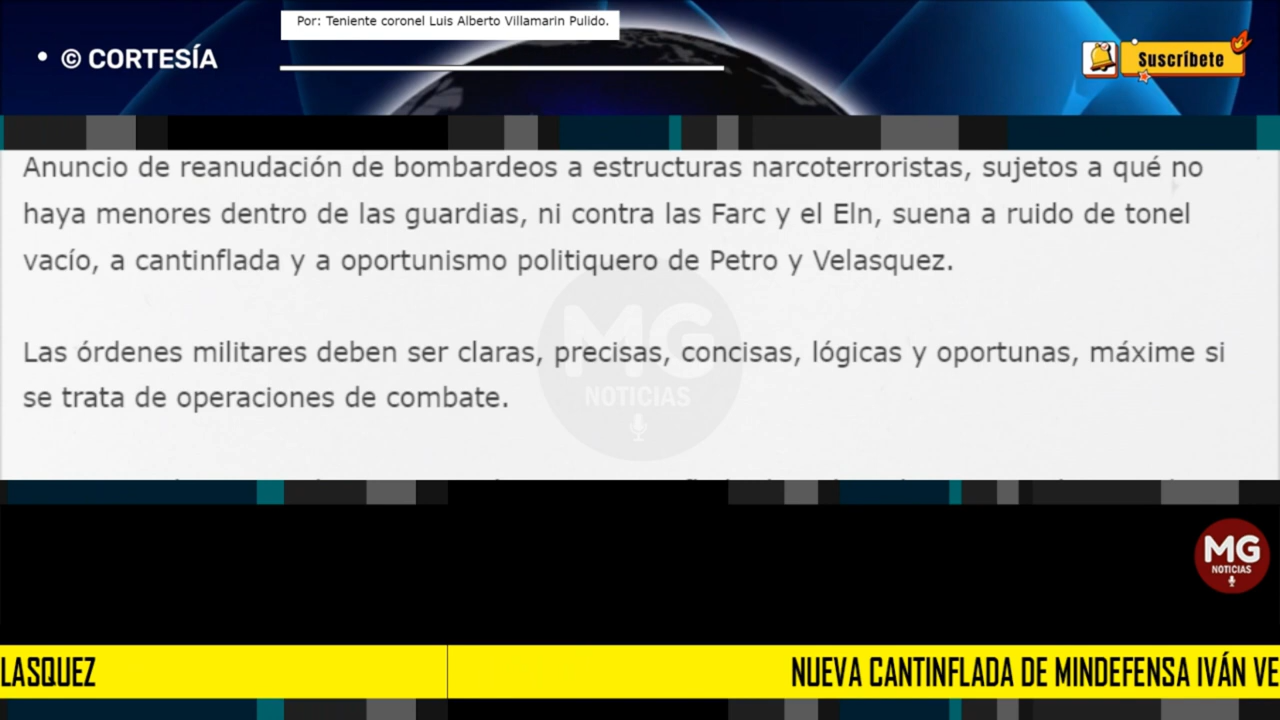 Por: Teniente coronel Luis Alberto Villamarin Pulido.
• © CORTESÍA
Suscríbete
Anuncio de reanudación de bombardeos a estructuras narcoterroristas, sujetos a qué no
haya menores dentro de las guardias, ni contra las Farc y el Eln, suena a ruido de tonel
vacío, a cantinflada y a oportunismo politiquero de Petro y Velasquez.
Las órdenes militares deben ser claras, precisas, concisas, lógicas y oportunas, máxime si
se trata de operaciones de combate.
MG
NOTICIAS
MG
NOTICIAS
LASQUEZ
NUEVA CANTINFLADA DE MINDEFENSA IVÁN VE